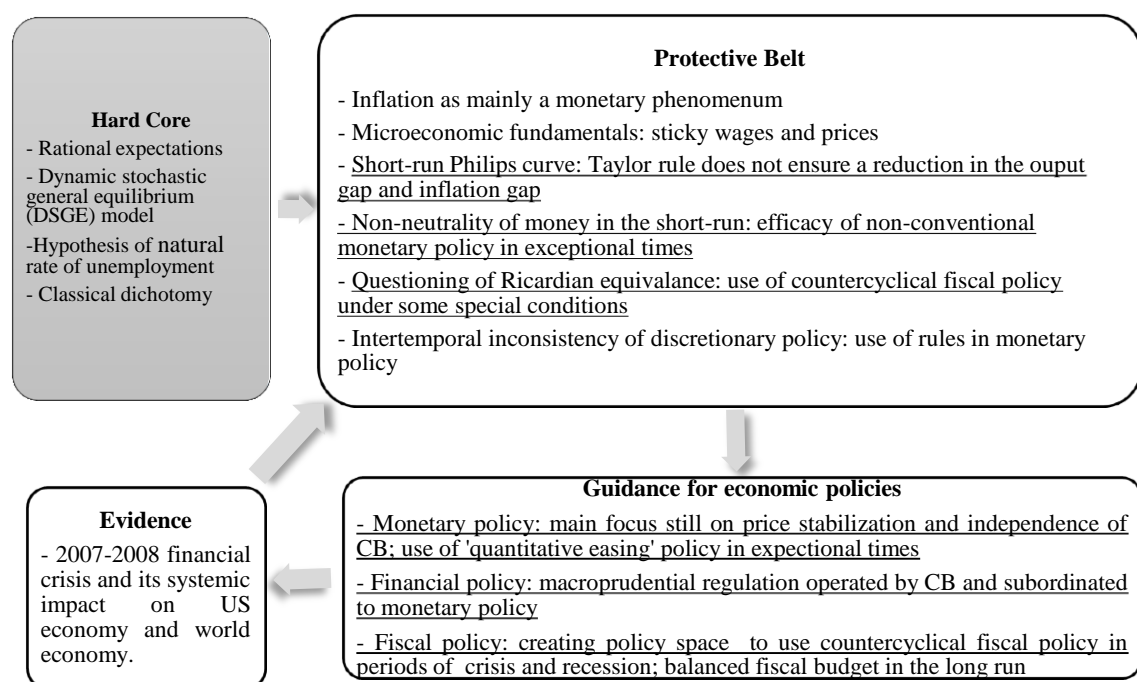 Hard Core
- Rational expectations
- Dynamic stochastic
general equilibrium
(DSGE) model
-Hypothesis of natural
rate of unemployment
- Classical dichotomy
Protective Belt
- Inflation as mainly a monetary phenomenum
- Microeconomic fundamentals: sticky wages and prices
- Short-run Philips curve: Taylor rule does not ensure a reduction in the ouput
gap and inflation gap
- Non-neutrality of money in the short-run: efficacy of non-conventional
monetary policy in exceptional times
- Questioning of Ricardian equivalance: use of countercyclical fiscal policy
under some special conditions
- Intertemporal inconsistency of discretionary policy: use of rules in monetary
policy
Evidence
- 2007-2008 financial
crisis and its systemic
impact on US
economy and world
economy.
Guidance for economic policies
- Monetary policy: main focus still on price stabilization and independence of
CB; use of 'quantitative easing' policy in expectional times
- Financial policy: macroprudential regulation operated by CB and subordinated
to monetary policy
- Fiscal policy: creating policy space to use countercyclical fiscal policy in
periods of crisis and recession; balanced fiscal budget in the long run